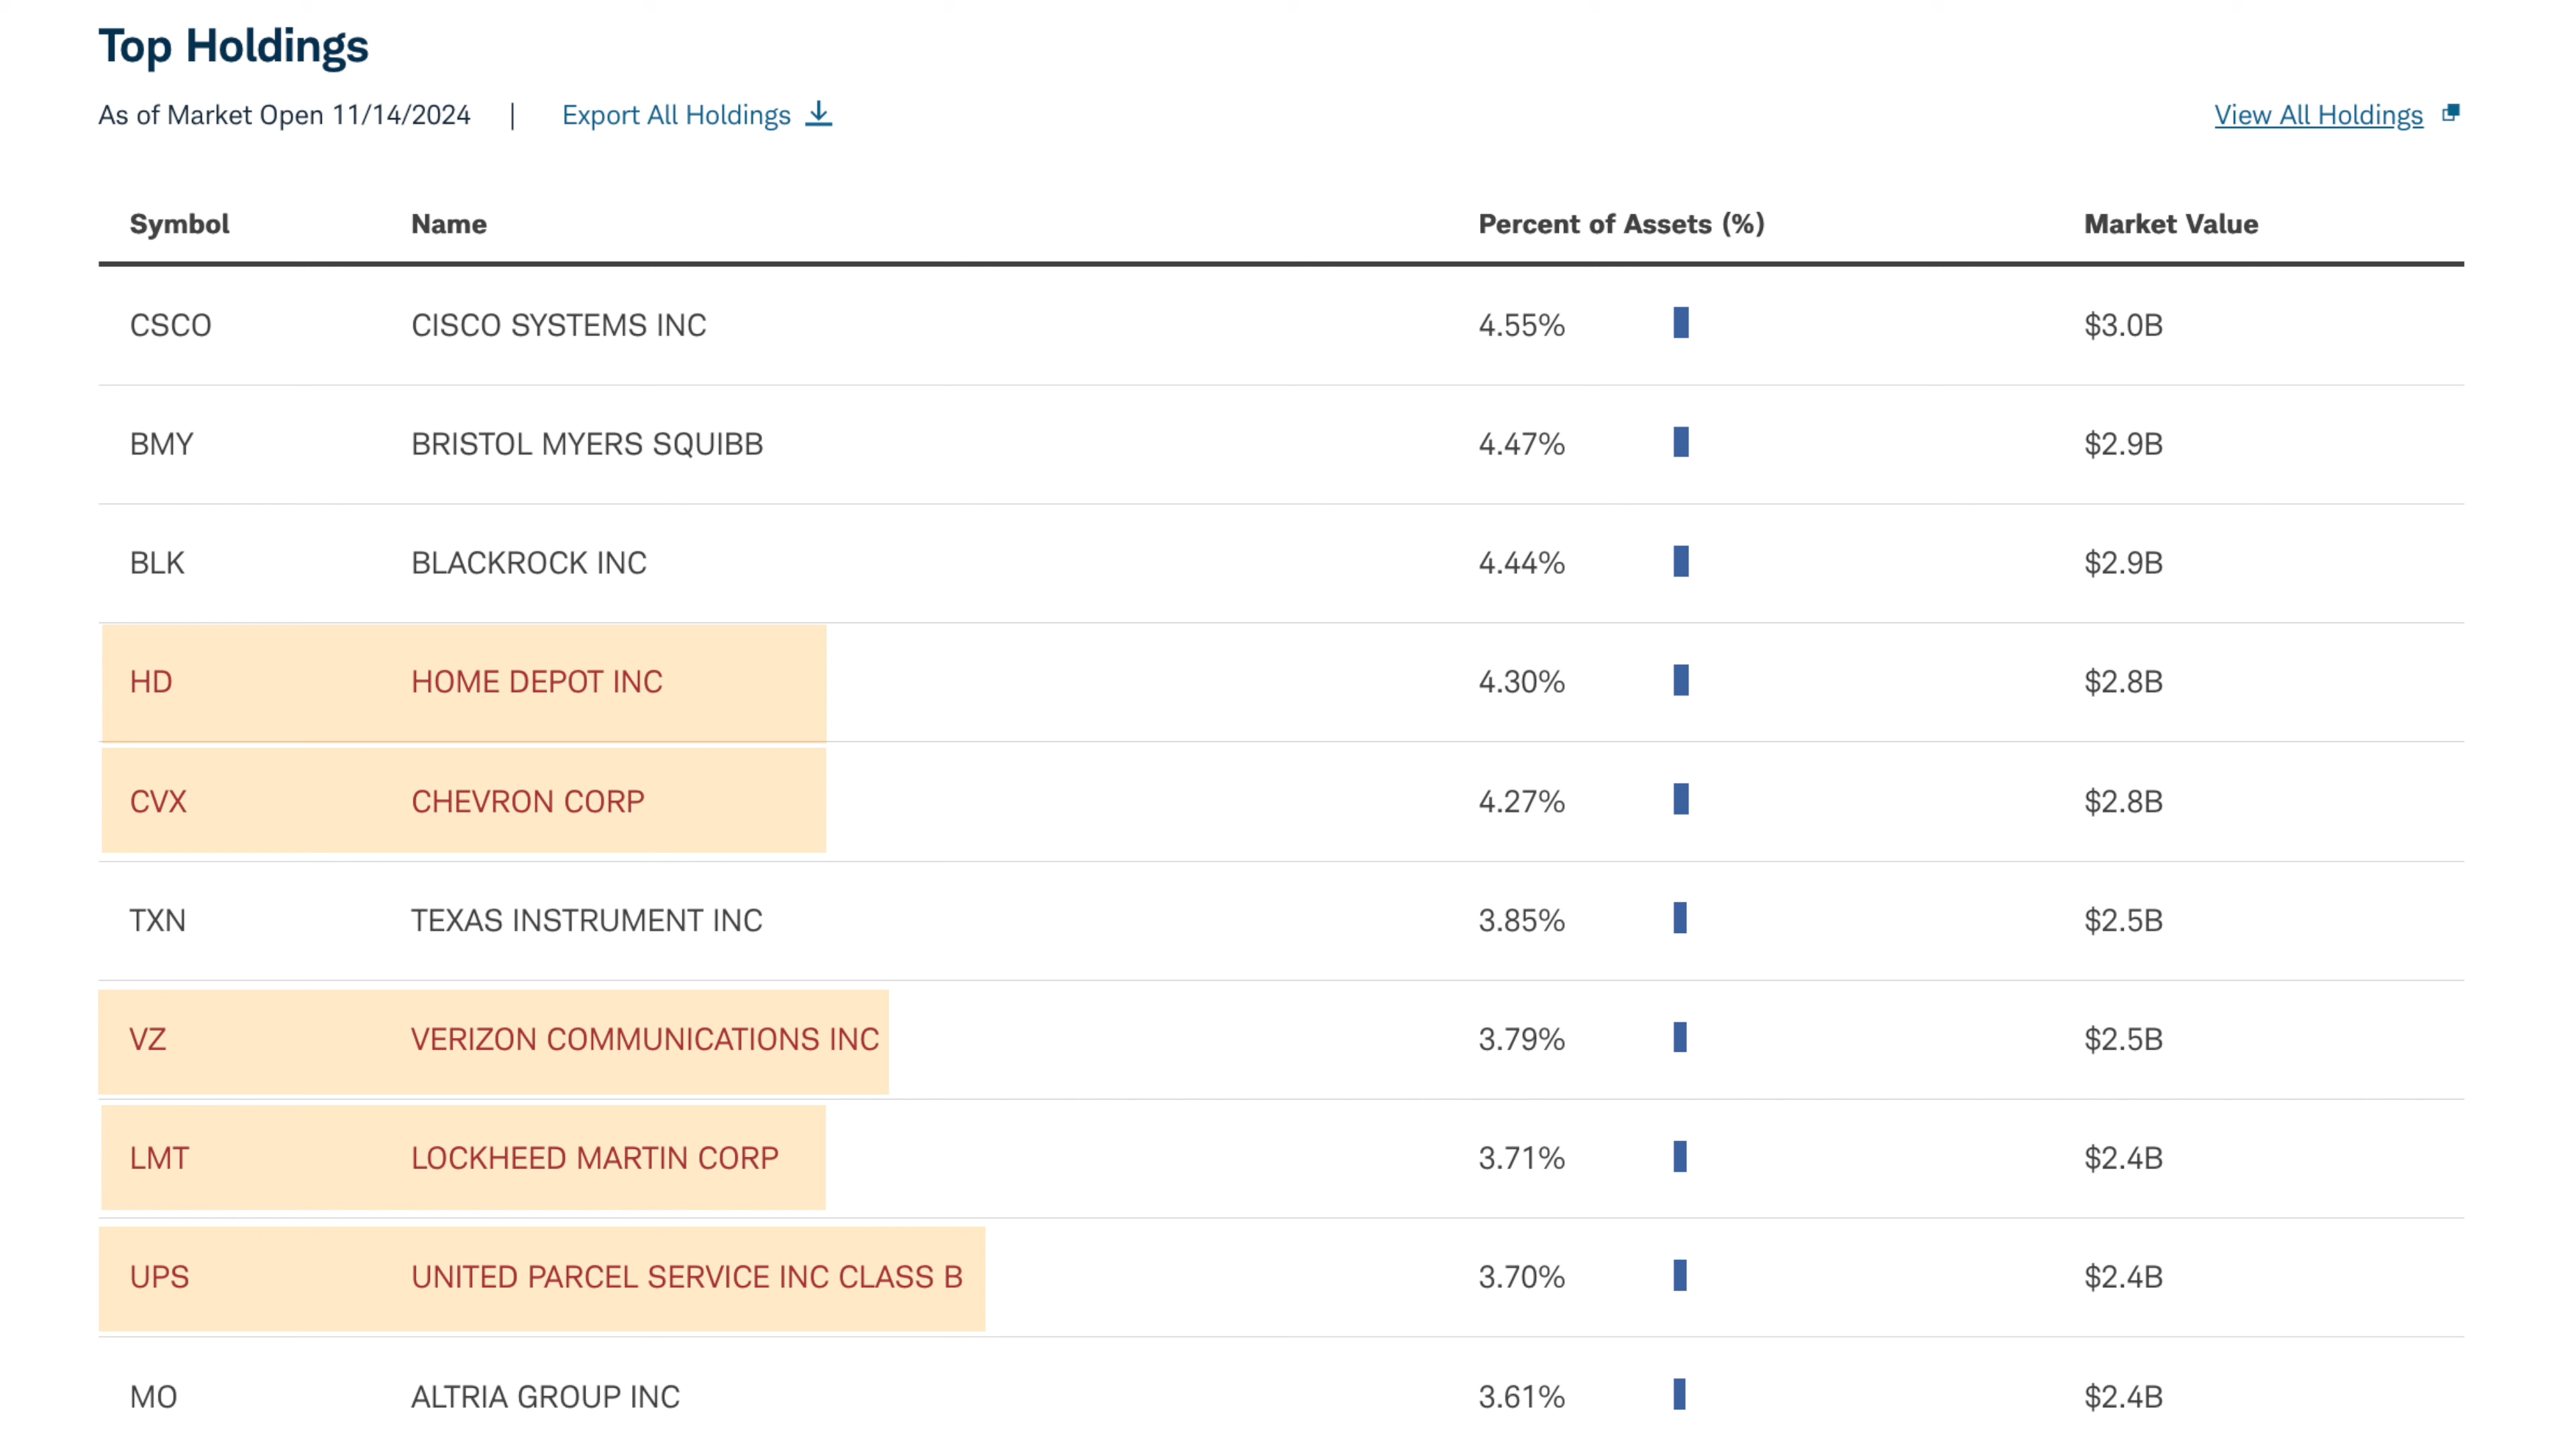 Top Holdings
As of Market Open 11/14/2024 | Export All Holdings View All Holdings
Symbol Name Percent of Assets (%) Market Value
CSCO CISCO SYSTEMS INC 4.55% $3.0B
BMY BRISTOL MYERS SQUIBB 4.47% $2.9B
BLK BLACKROCK INC 4.44% $2.9B
HD HOME DEPOT INC 4.30% $2.8B
CVX CHEVRON CORP 4.27% $2.8B
TXN TEXAS INSTRUMENT INC 3.85% $2.5B
VZ VERIZON COMMUNICATIONS INC 3.79% $2.5B
LMT LOCKHEED MARTIN CORP 3.71% $2.4B
UPS UNITED PARCEL SERVICE INC CLASS B 3.70% $2.4B
MO ALTRIA GROUP INC 3.61% $2.4B